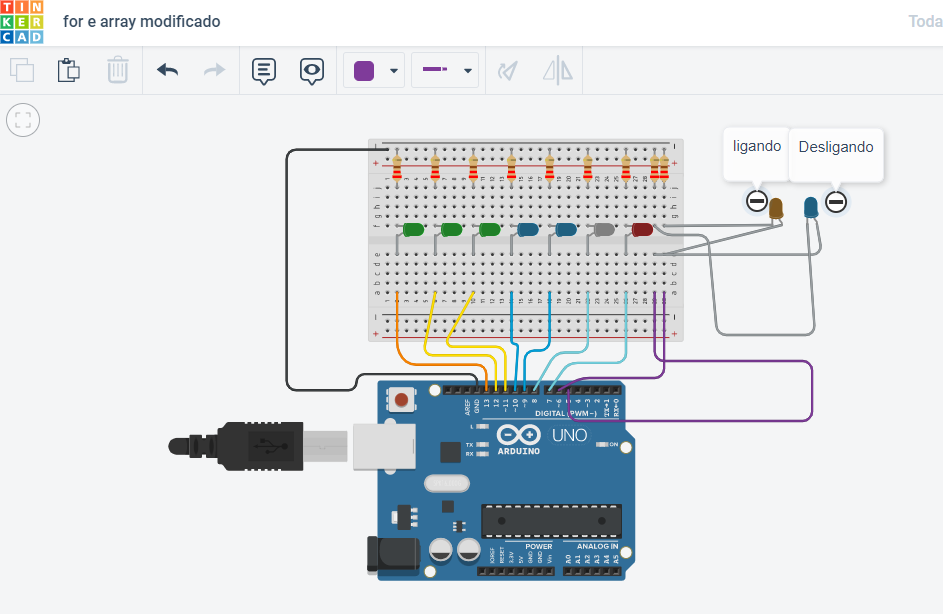 TIN
KER
CAD
for e array modificado
Toda
ligando
Desligando
AREF
GND
13
12
~11
~10
~9
8
7
~6
~5
4
~3
2
TX→1
RX←0
DIGITAL (PWM~)
L
TX
RX
UNO
ON
ARDUINO
POWER
ANALOG IN
IOREF
RESET
3.3V
5V
GND
GND
Vin
A0
A1
A2
A3
A4
A5